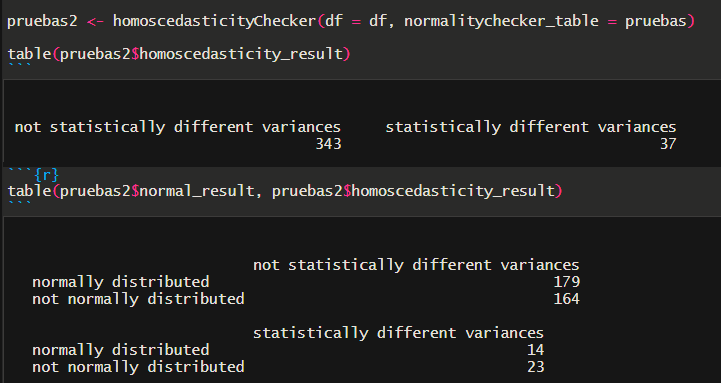 pruebas2 <- homoscedasticityChecker(df = df, normalitychecker_table = pruebas)
table(pruebas2$homoscedasticity_result)
```
not statistically different variances     statistically different variances
343     37
```{r}
table(pruebas2$normal_result, pruebas2$homoscedasticity_result)
```
not statistically different variances
normally distributed     179
not normally distributed     164
statistically different variances
normally distributed     14
not normally distributed     23